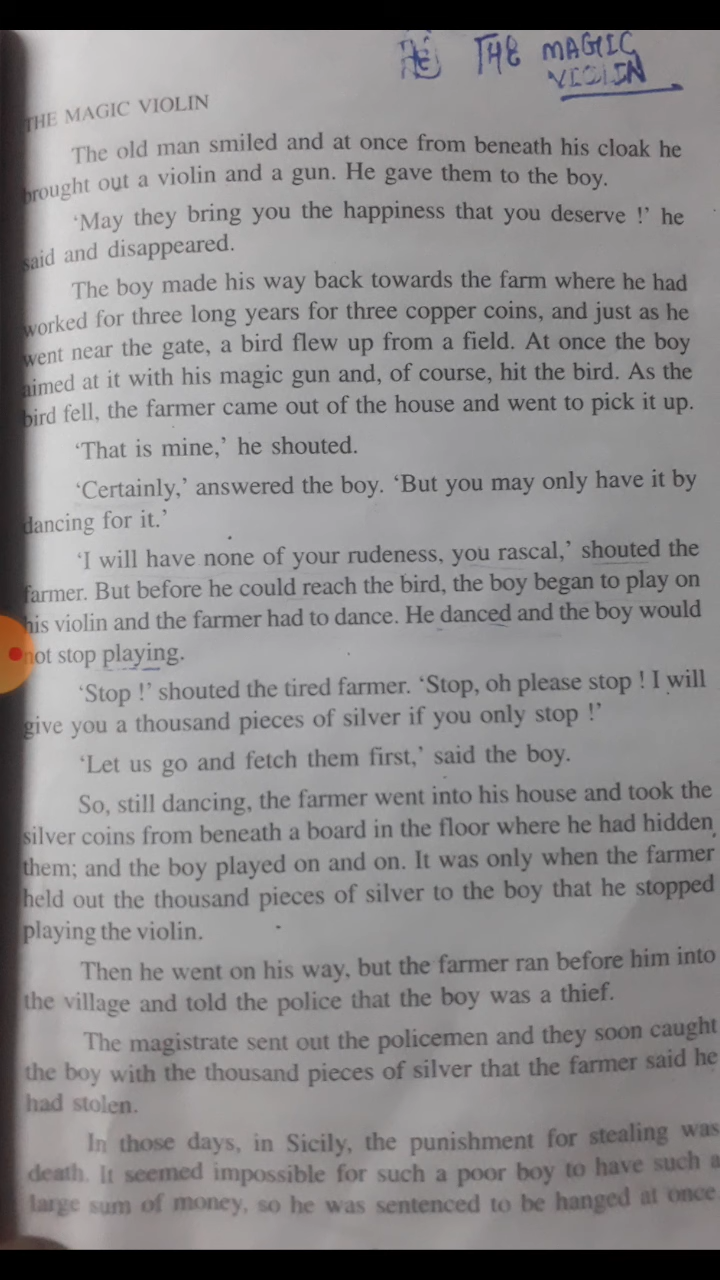 THE MAGIC
VIOLIN
THE MAGIC VIOLIN
The old man smiled and at once from beneath his cloak he
brought out a violin and a gun. He gave them to the boy.
‘May they bring you the happiness that you deserve !’ he
said and disappeared.
The boy made his way back towards the farm where he had
worked for three long years for three copper coins, and just as he
went near the gate, a bird flew up from a field. At once the boy
aimed at it with his magic gun and, of course, hit the bird. As the
bird fell, the farmer came out of the house and went to pick it up.
‘That is mine,’ he shouted.
‘Certainly,’ answered the boy. ‘But you may only have it by
dancing for it.’
‘I will have none of your rudeness, you rascal,’ shouted the
farmer. But before he could reach the bird, the boy began to play on
his violin and the farmer had to dance. He danced and the boy would
not stop playing.
‘Stop !’ shouted the tired farmer. ‘Stop, oh please stop ! I will
give you a thousand pieces of silver if you only stop !’
‘Let us go and fetch them first,’ said the boy.
So, still dancing, the farmer went into his house and took the
silver coins from beneath a board in the floor where he had hidden
them; and the boy played on and on. It was only when the farmer
held out the thousand pieces of silver to the boy that he stopped
playing the violin.
Then he went on his way, but the farmer ran before him into
the village and told the police that the boy was a thief.
The magistrate sent out the policemen and they soon caught
the boy with the thousand pieces of silver that the farmer said he
had stolen.
In those days, in Sicily, the punishment for stealing was
death. It seemed impossible for such a poor boy to have such a
large sum of money, so he was sentenced to be hanged at once